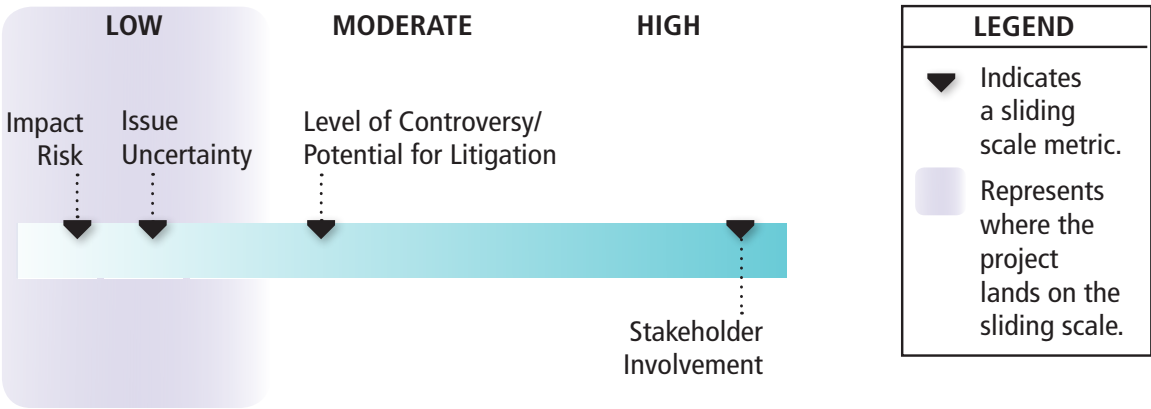 LOW
MODERATE
HIGH
Impact
Risk
Issue
Uncertainty
Level of Controversy/
Potential for Litigation
Stakeholder
Involvement
LEGEND
Indicates
a sliding
scale metric.
Represents
where the
project
lands on the
sliding scale.